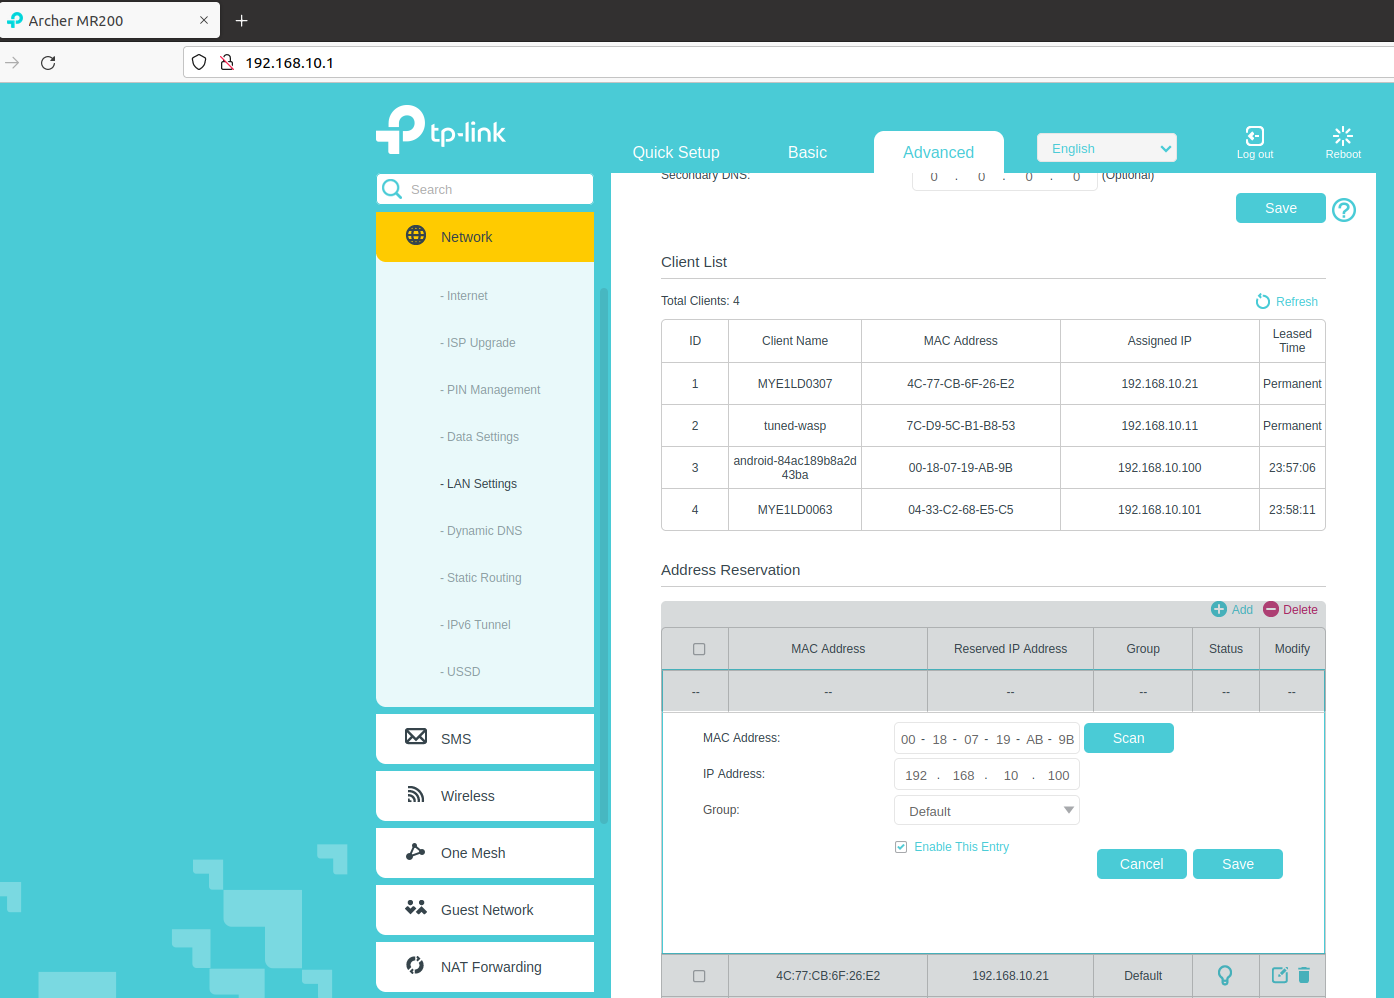 Archer MR200
192.168.10.1
tp-link
Quick Setup
Basic
Advanced
English
Log out
Reboot
Search
Network
- Internet
- ISP Upgrade
- PIN Management
- Data Settings
- LAN Settings
- Dynamic DNS
- Static Routing
- IPv6 Tunnel
- USSD
SMS
Wireless
One Mesh
Guest Network
NAT Forwarding
Secondary DNS: 0 . 0 . 0 . 0 (Optional)
Save
Client List
Total Clients: 4 Refresh
ID Client Name MAC Address Assigned IP Leased
Time
1 MYE1LD0307 4C-77-CB-6F-26-E2 192.168.10.21 Permanent
2 tuned-wasp 7C-D9-5C-B1-B8-53 192.168.10.11 Permanent
3 android-84ac189b8a2d
43ba 00-18-07-19-AB-9B 192.168.10.100 23:57:06
4 MYE1LD0063 04-33-C2-68-E5-C5 192.168.10.101 23:58:11
Address Reservation
Add Delete
MAC Address Reserved IP Address Group Status Modify
-- -- -- -- -- --
MAC Address: 00 - 18 - 07 - 19 - AB - 9B Scan
IP Address: 192 . 168 . 10 . 100
Group: Default
Enable This Entry
Cancel Save
4C:77:CB:6F:26:E2 192.168.10.21 Default